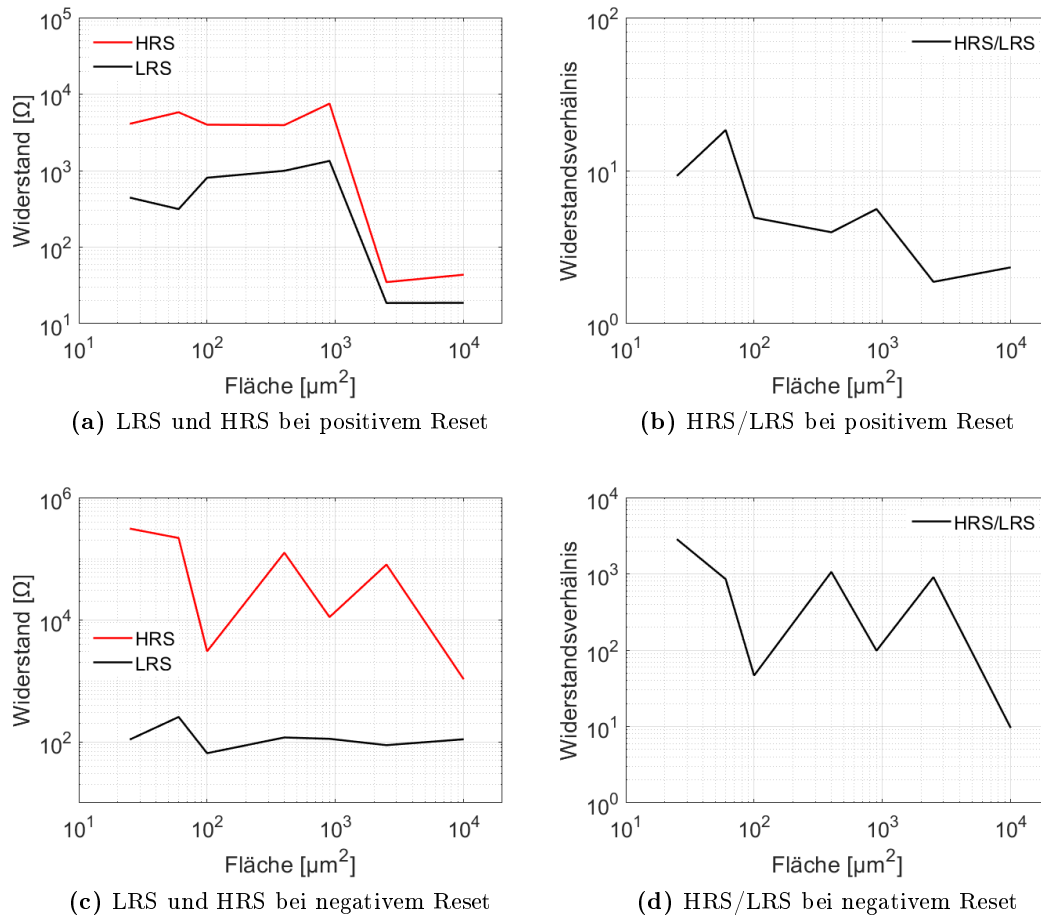 10^5
10^4
10^3
10^2
10^1
Widerstand [Ω]
HRS
LRS
10^1 10^2 10^3 10^4
Fläche [µm^2]
(a) LRS und HRS bei positivem Reset
10^2
10^1
10^0
Widerstandsverhälnis
HRS/LRS
10^1 10^2 10^3 10^4
Fläche [µm^2]
(b) HRS/LRS bei positivem Reset
10^6
10^4
10^2
Widerstand [Ω]
HRS
LRS
10^1 10^2 10^3 10^4
Fläche [µm^2]
(c) LRS und HRS bei negativem Reset
10^4
10^3
10^2
10^1
10^0
Widerstandsverhälnis
HRS/LRS
10^1 10^2 10^3 10^4
Fläche [µm^2]
(d) HRS/LRS bei negativem Reset